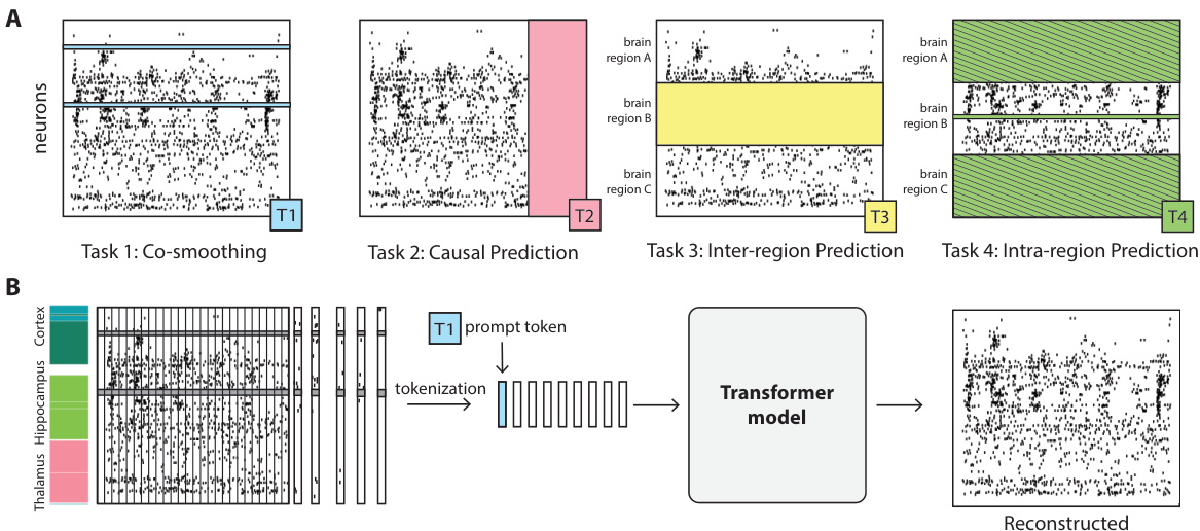 A
neurons
T1
Task 1: Co-smoothing
T2
Task 2: Causal Prediction
brain
region A
brain
region B
brain
region C
T3
Task 3: Inter-region Prediction
brain
region A
brain
region B
brain
region C
T4
Task 4: Intra-region Prediction
B
Cortex
Hippocampus
Thalamus
T1 prompt token
tokenization
Transformer
model
Reconstructed